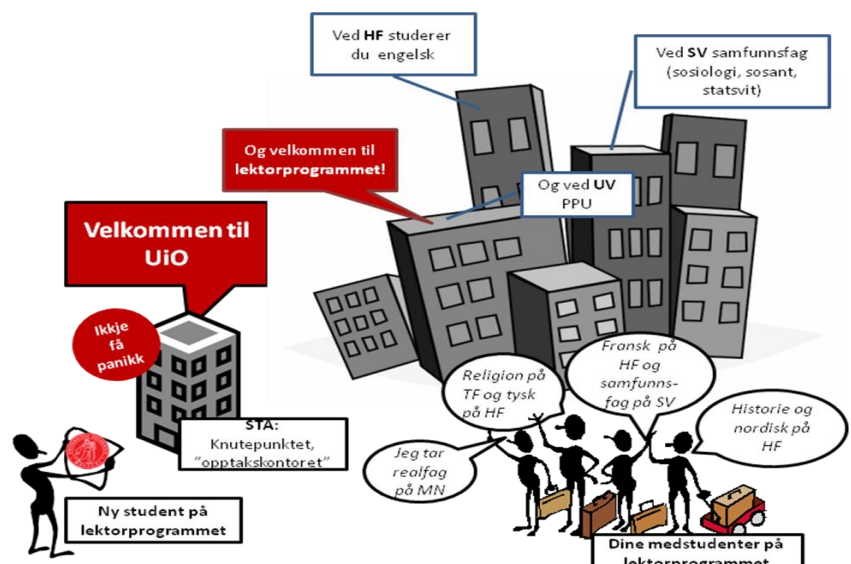 Ved HF studerer
du engelsk
Ved SV samfunnsfag
(sosiologi, sosant,
statsvit)
Og velkommen til
lektorprogrammet!
Og ved UV
PPU
Velkommen til
UiO
Ikkje
få
panikk
STA:
Knutepunktet,
"opptakskontoret"
Ny student på
lektorprogrammet
Religion på
TF og tysk
på HF
Fransk på
HF og
samfunns-
fag på SV
Jeg tar
realfag
på MN
Historie og
nordisk på
HF
Dine medstudenter på
lektorprogrammet